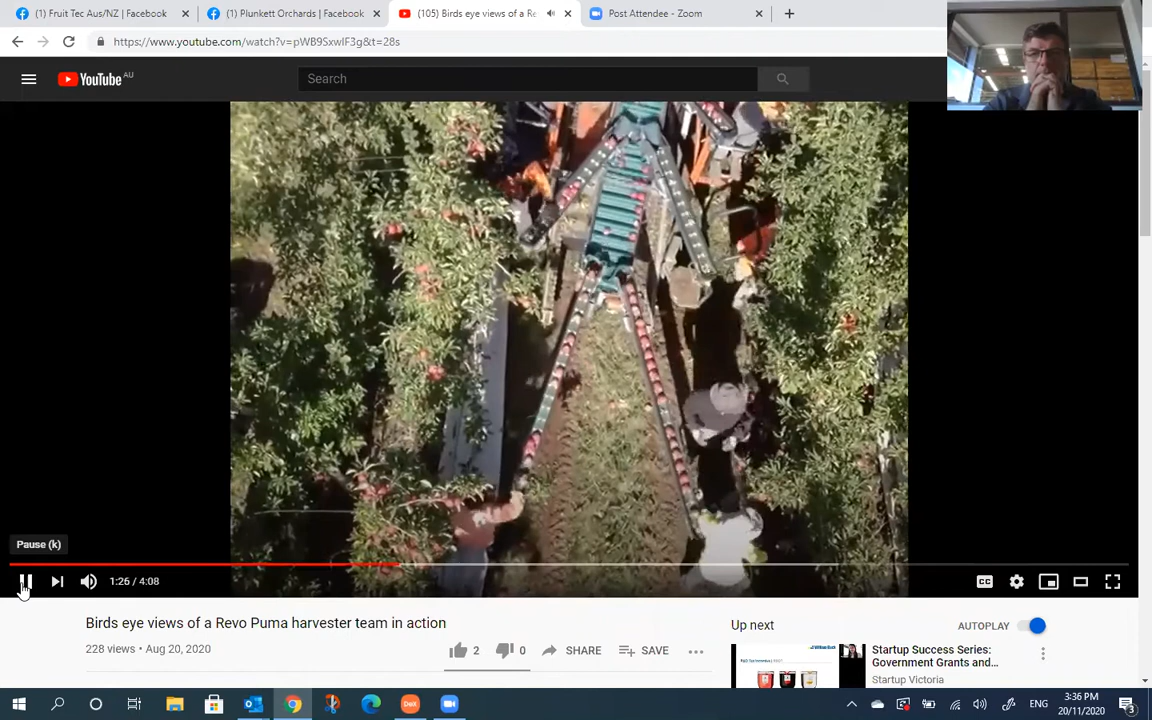 (1) Fruit Tec Aus/NZ | Facebook
(1) Plunkett Orchards | Facebook
(105) Birds eye views of a Re
Post Attendee - Zoom
https://www.youtube.com/watch?v=pWB9SxwIF3g&t=28s
YouTube AU
Search
Pause (k)
1:26 / 4:08
CC
Birds eye views of a Revo Puma harvester team in action
228 views • Aug 20, 2020
2
0
SHARE
SAVE
Up next
AUTOPLAY
Startup Success Series:
Government Grants and...
Startup Victoria
DELL
ENG
3:36 PM
20/11/2020
3